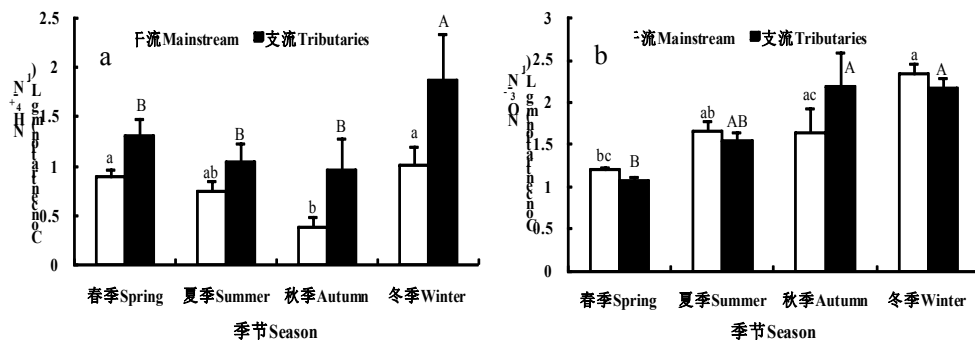 干流Mainstream 支流Tributaries
a
2.5
2
1.5
1
0.5
0
a B ab B b B a A
春季Spring 夏季Summer 秋季Autumn 冬季Winter
季节Season
干流Mainstream 支流Tributaries
b
3
2.5
2
1.5
1
0.5
0
bc B ab AB ac A a A
春季Spring 夏季Summer 秋季Autumn 冬季Winter
季节Season